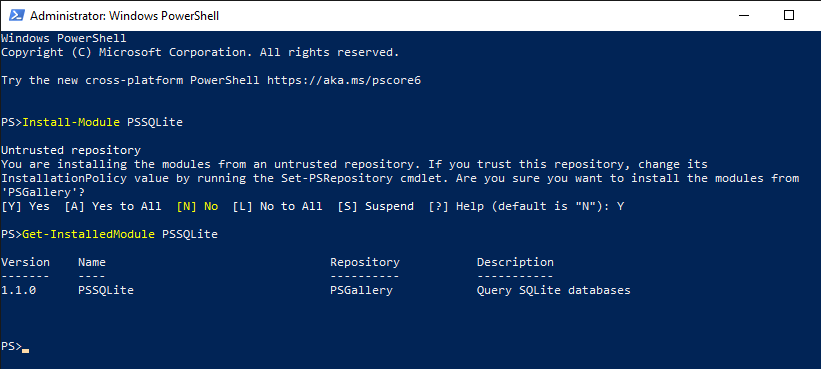 Administrator: Windows PowerShell
Windows PowerShell
Copyright (C) Microsoft Corporation. All rights reserved.
Try the new cross-platform PowerShell https://aka.ms/pscore6
PS>Install-Module PSSQLite
Untrusted repository
You are installing the modules from an untrusted repository. If you trust this repository, change its
InstallationPolicy value by running the Set-PSRepository cmdlet. Are you sure you want to install the modules from
'PSGallery'?
[Y] Yes  [A] Yes to All  [N] No  [L] No to All  [S] Suspend  [?] Help (default is "N"): Y
PS>Get-InstalledModule PSSQLite
Version    Name                                Repository           Description
-------    ----                                ----------           -----------
1.1.0      PSSQLite                            PSGallery            Query SQLite databases
PS>